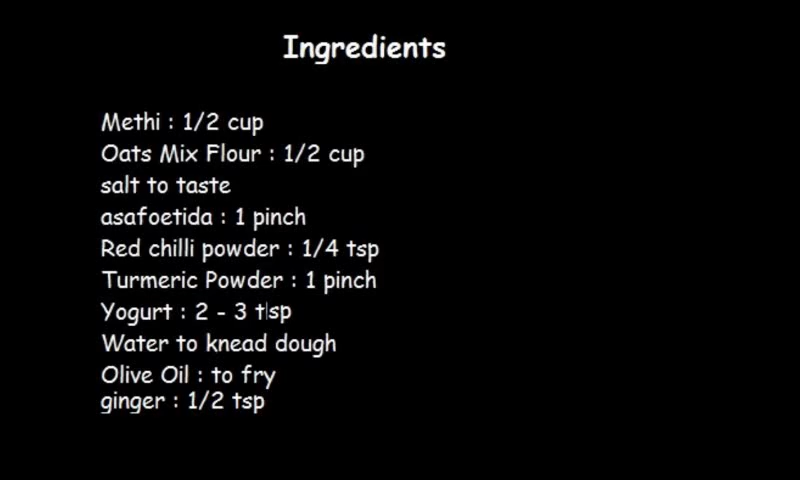 Ingredients
Methi : 1/2 cup
Oats Mix Flour : 1/2 cup
salt to taste
asafoetida : 1 pinch
Red chilli powder : 1/4 tsp
Turmeric Powder : 1 pinch
Yogurt : 2 - 3 tsp
Water to knead dough
Olive Oil : to fry
ginger : 1/2 tsp